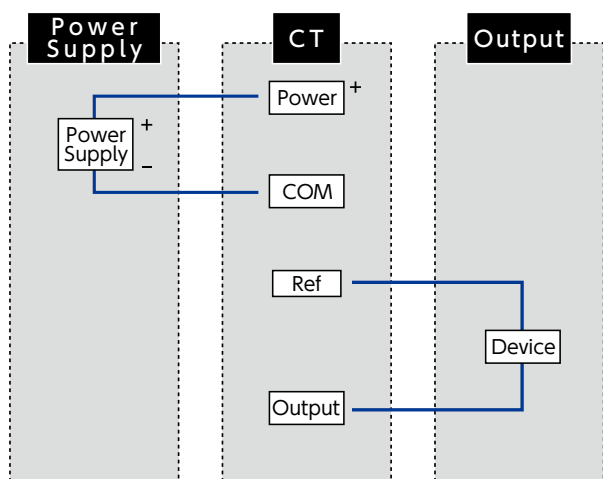 Power
Supply
CT
Output
Power
Supply
+
−
Power
+
COM
Ref
Output
Device